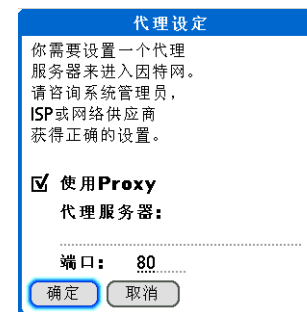 代理设定
你需要设置一个代理
服务器来进入因特网。
请咨询系统管理员，
ISP或网络供应商
获得正确的设置。
使用Proxy
代理服务器:
端口: 80
确定 取消